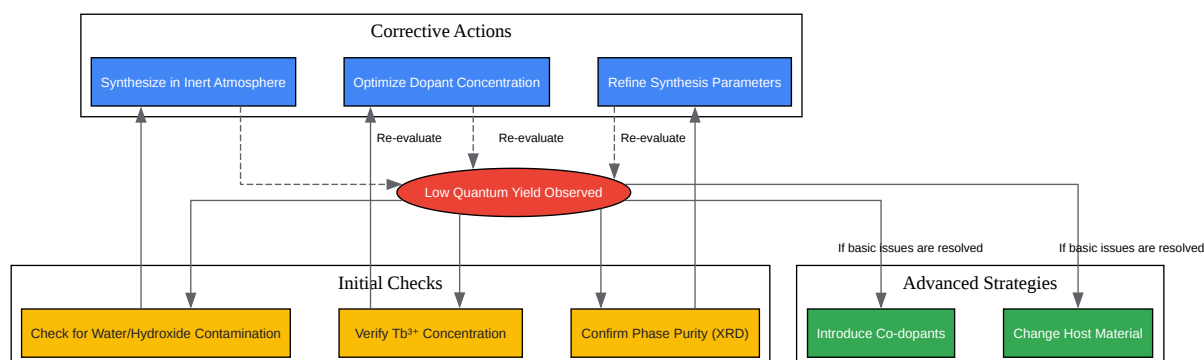 Corrective Actions
Synthesize in Inert Atmosphere
Optimize Dopant Concentration
Refine Synthesis Parameters
Re-evaluate
Re-evaluate
Re-evaluate
Low Quantum Yield Observed
If basic issues are resolved
If basic issues are resolved
Initial Checks
Advanced Strategies
Check for Water/Hydroxide Contamination
Verify Tb³⁺ Concentration
Confirm Phase Purity (XRD)
Introduce Co-dopants
Change Host Material